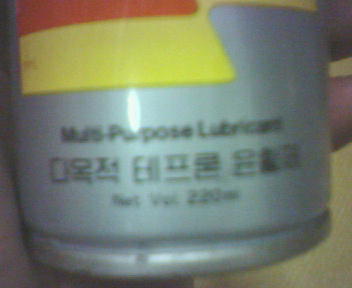 Multi-Purpose Lubricant
다목적 테프론 윤활제
Net Vol. 220ml